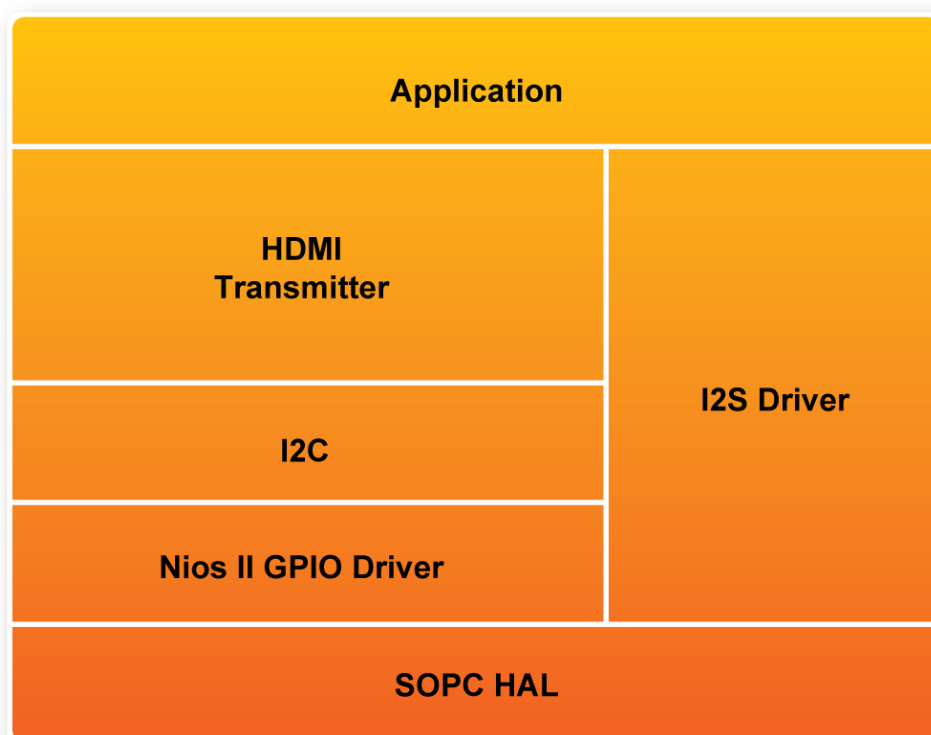 Application
HDMI
Transmitter
I2S Driver
I2C
Nios II GPIO Driver
SOPC HAL